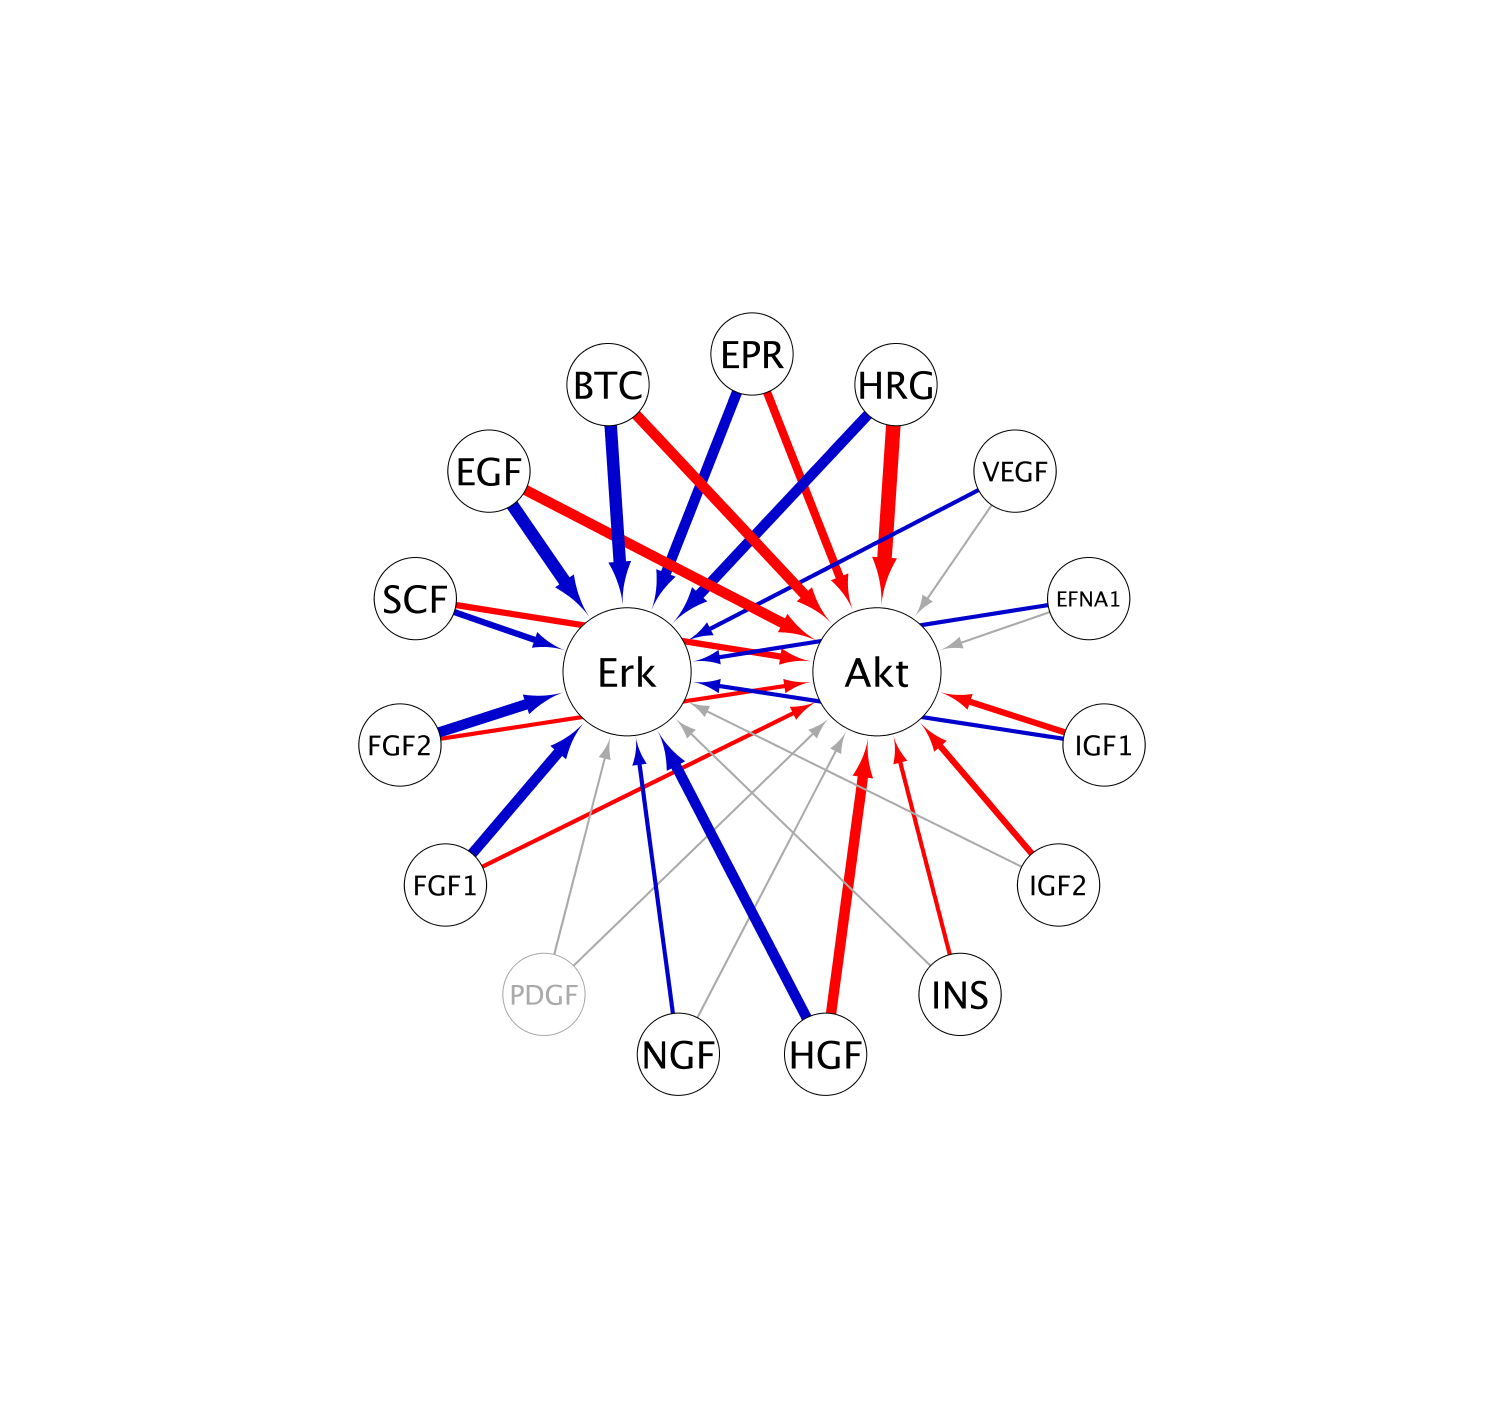 EPR
BTC
HRG
EGF
VEGF
SCF
EFNA1
Erk
Akt
FGF2
IGF1
FGF1
IGF2
PDGF
INS
NGF
HGF